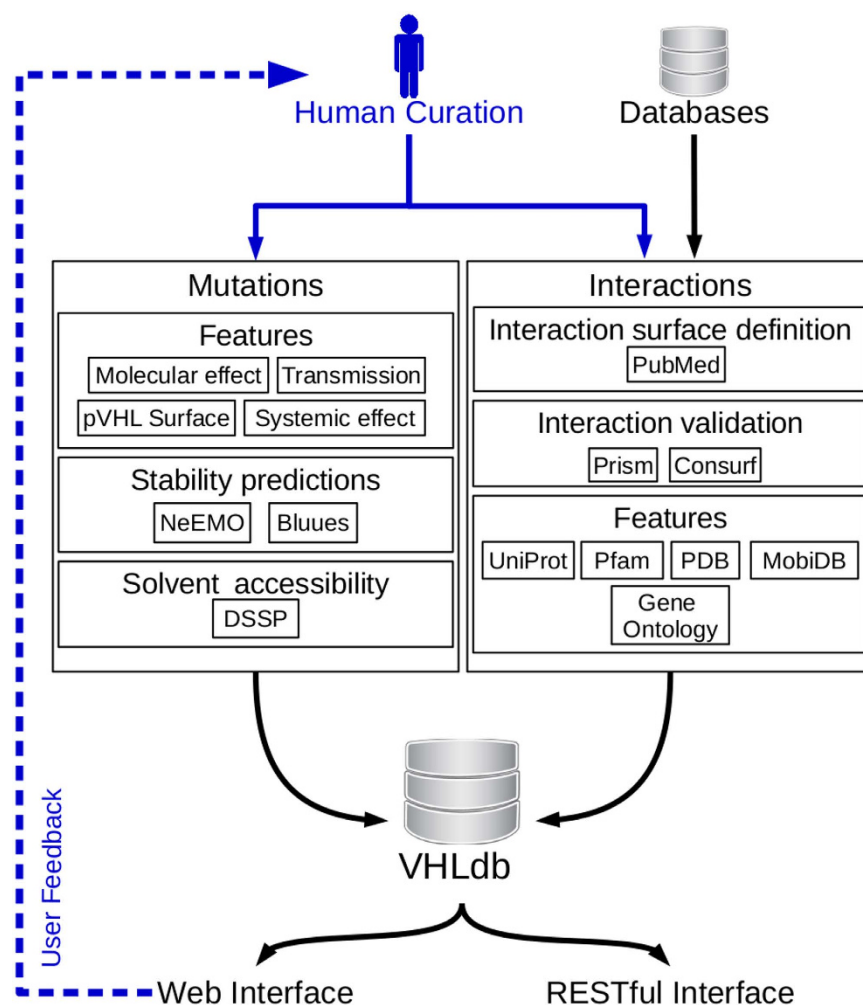 Human Curation
Databases
Mutations
Features
Molecular effect
Transmission
pVHL Surface
Systemic effect
Stability predictions
NeEMO
Bluues
Solvent accessibility
DSSP
Interactions
Interaction surface definition
PubMed
Interaction validation
Prism
Consurf
Features
UniProt
Pfam
PDB
MobiDB
Gene
Ontology
VHLdb
User Feedback
Web Interface
RESTful Interface